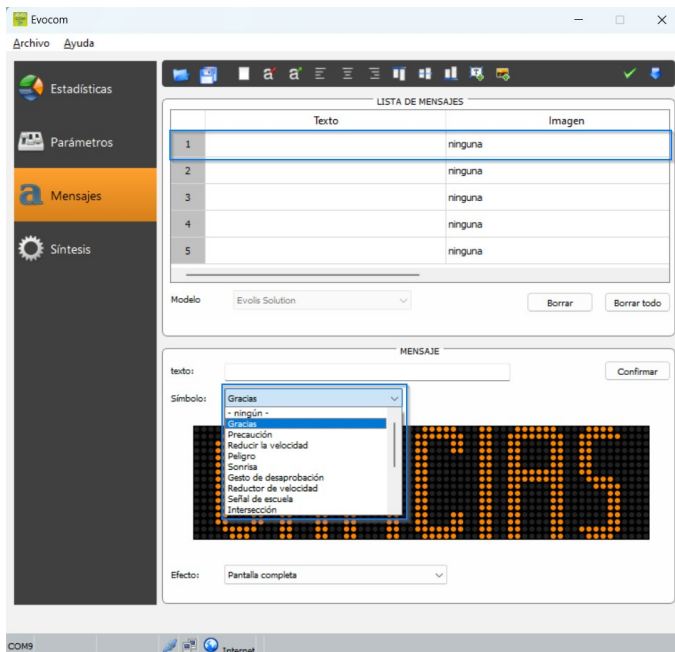 Evocom
Archivo Ayuda
Estadísticas
Parámetros
Mensajes
Síntesis
LISTA DE MENSAJES
Texto Imagen
1 ninguna
2 ninguna
3 ninguna
4 ninguna
5 ninguna
Modelo Evolis Solution Borrar Borrar todo
MENSAJE
texto: Confirmar
Símbolo: Gracias
- ningún -
Gracias
Precaución
Reducir la velocidad
Peligro
Sonrisa
Gesto de desaprobación
Reductor de velocidad
Señal de escuela
Intersección
GRACIAS
Efecto: Pantalla completa
COM9 Internet